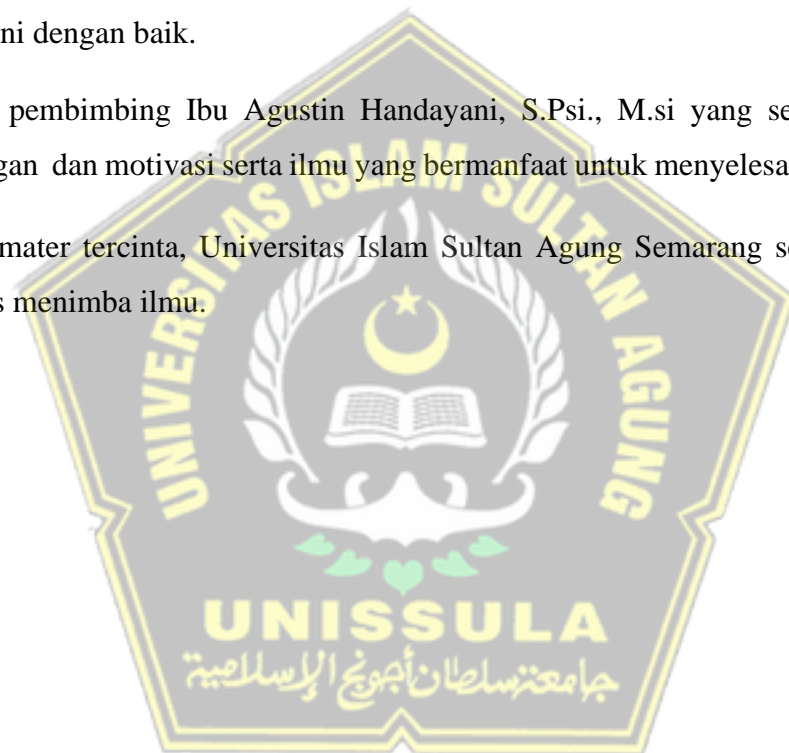 ni dengan baik.
pembimbing Ibu Agustin Handayani, S.Psi., M.si yang se
gan dan motivasi serta ilmu yang bermanfaat untuk menyelesa
mater tercinta, Universitas Islam Sultan Agung Semarang se
s menimba ilmu.
UNIVERSITAS ISLAM SULTAN AGUNG
UNISSULA
جامعة سلطان أجونج الإسلامية